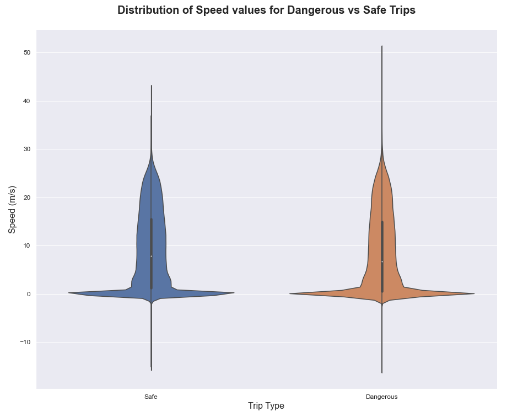 Distribution of Speed values for Dangerous vs Safe Trips
50
40
30
20
10
0
−10
Speed (m/s)
Safe
Dangerous
Trip Type